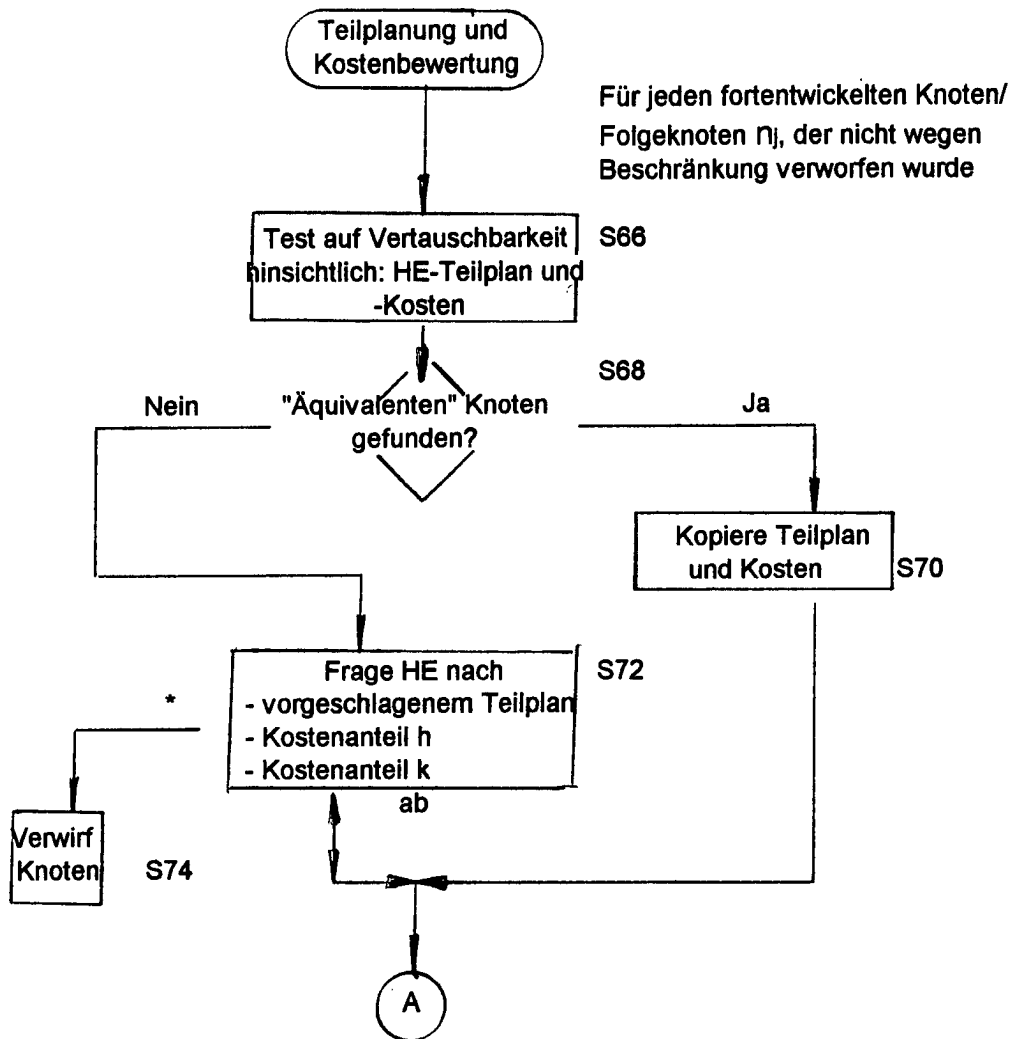 Teilplanung und
Kostenbewertung
Für jeden fortentwickelten Knoten/
Folgeknoten nj, der nicht wegen
Beschränkung verworfen wurde
Test auf Vertauschbarkeit
hinsichtlich: HE-Teilplan und
-Kosten
S66
S68
Nein
"Äquivalenten" Knoten
gefunden?
Ja
Kopiere Teilplan
und Kosten
S70
Frage HE nach
- vorgeschlagenem Teilplan
- Kostenanteil h
- Kostenanteil k
ab
S72
*
Verwirf
Knoten
S74
A